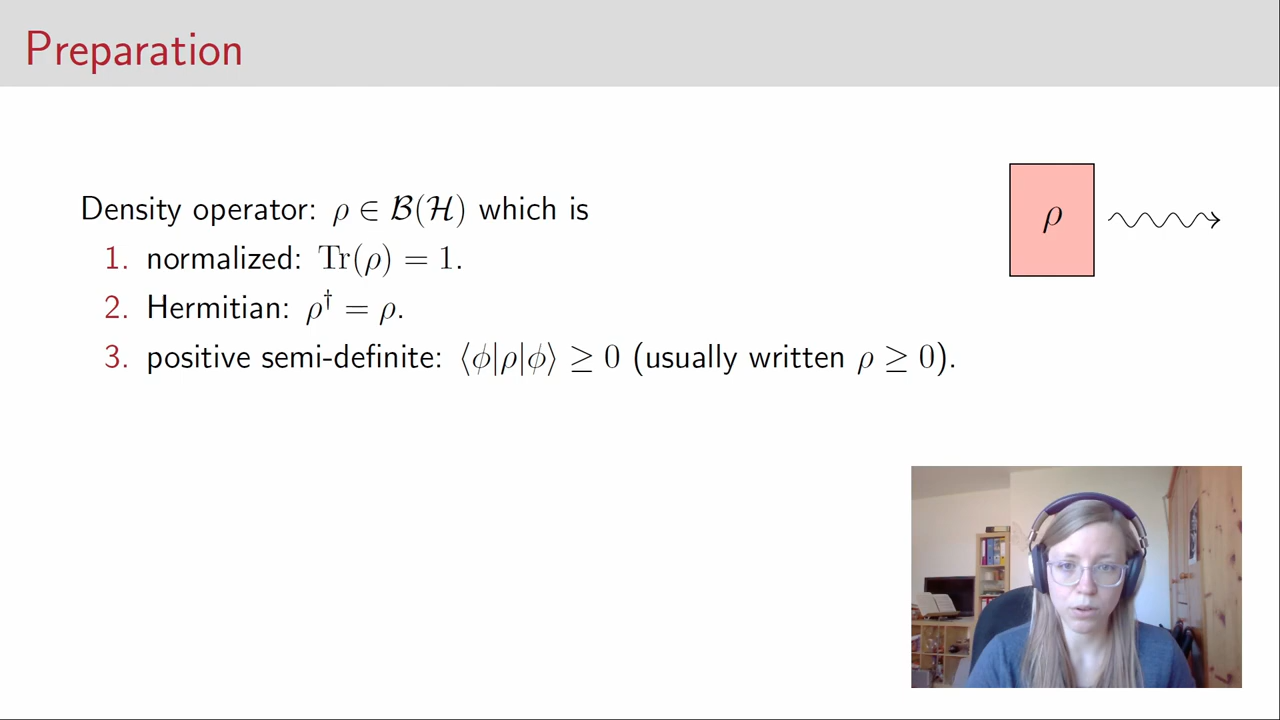 Preparation
Density operator: ρ ∈ ℬ(ℋ) which is
1. normalized: Tr(ρ) = 1.
2. Hermitian: ρ† = ρ.
3. positive semi-definite: ⟨ϕ|ρ|ϕ⟩ ≥ 0 (usually written ρ ≥ 0).
ρ